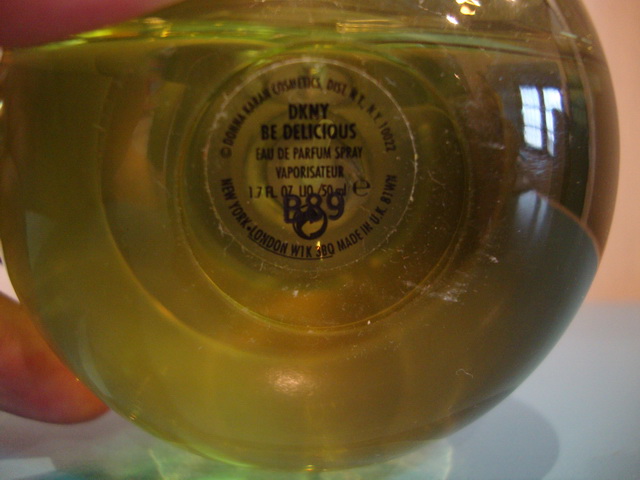 © DONNA KARAN COSMETICS, DIST. N.Y., N.Y. 10022
DKNY
BE DELICIOUS
EAU DE PARFUM SPRAY
VAPORISATEUR
1.7 FL. OZ. LIQ./50 ml e
B89
NEW YORK•LONDON W1K 3BQ MADE IN U.K. 81WN